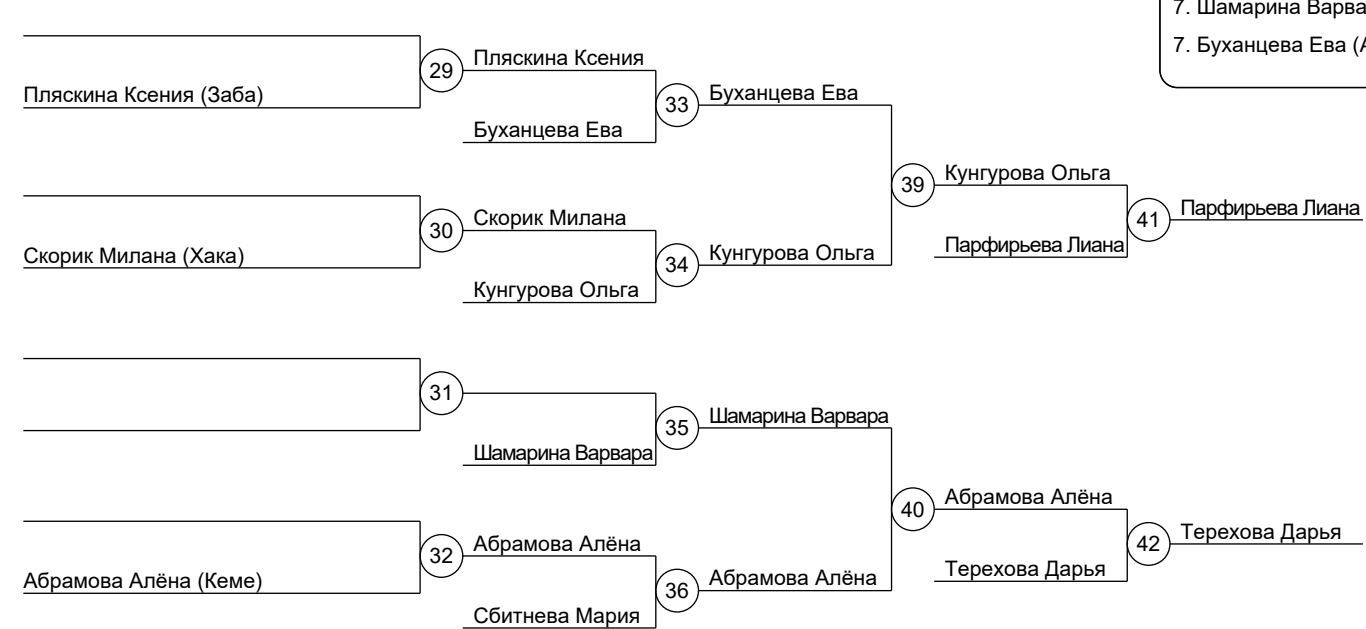 7. Шамарина Варва
7. Буханцева Ева (А
29
Пляскина Ксения
Пляскина Ксения (Заба)
33
Буханцева Ева
Буханцева Ева
39
Кунгурова Ольга
30
Скорик Милана
Скорик Милана (Хака)
34
Кунгурова Ольга
Кунгурова Ольга
Парфирьева Лиана
41
Парфирьева Лиана
31
35
Шамарина Варвара
Шамарина Варвара
40
Абрамова Алёна
32
Абрамова Алёна
Абрамова Алёна (Кеме)
36
Абрамова Алёна
Сбитнева Мария
Терехова Дарья
42
Терехова Дарья